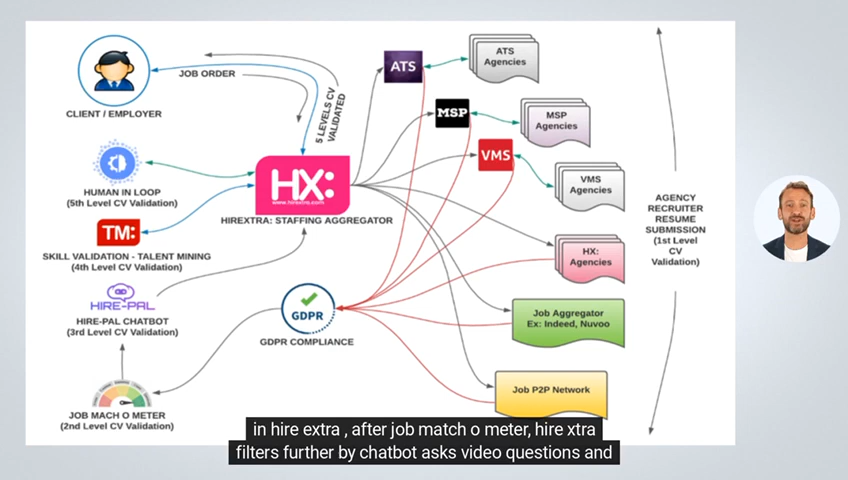 CLIENT / EMPLOYER
JOB ORDER
5 LEVELS CV
VALIDATED
ATS
ATS
Agencies
MSP
MSP
Agencies
VMS
VMS
Agencies
HUMAN IN LOOP
(5th Level CV Validation)
HX:
www.hirextra.com
HIREXTRA: STAFFING AGGREGATOR
TM:
SKILL VALIDATION - TALENT MINING
(4th Level CV Validation)
HX:
Agencies
AGENCY
RECRUITER
RESUME
SUBMISSION
(1st Level
CV
Validation)
HIRE-PAL
HIRE-PAL CHATBOT
(3rd Level CV Validation)
GDPR
GDPR COMPLIANCE
Job Aggregator
Ex: Indeed, Nuvoo
Job P2P Network
JOB MACH O METER
(2nd Level CV Validation)
in hire extra , after job match o meter, hire xtra
filters further by chatbot asks video questions and